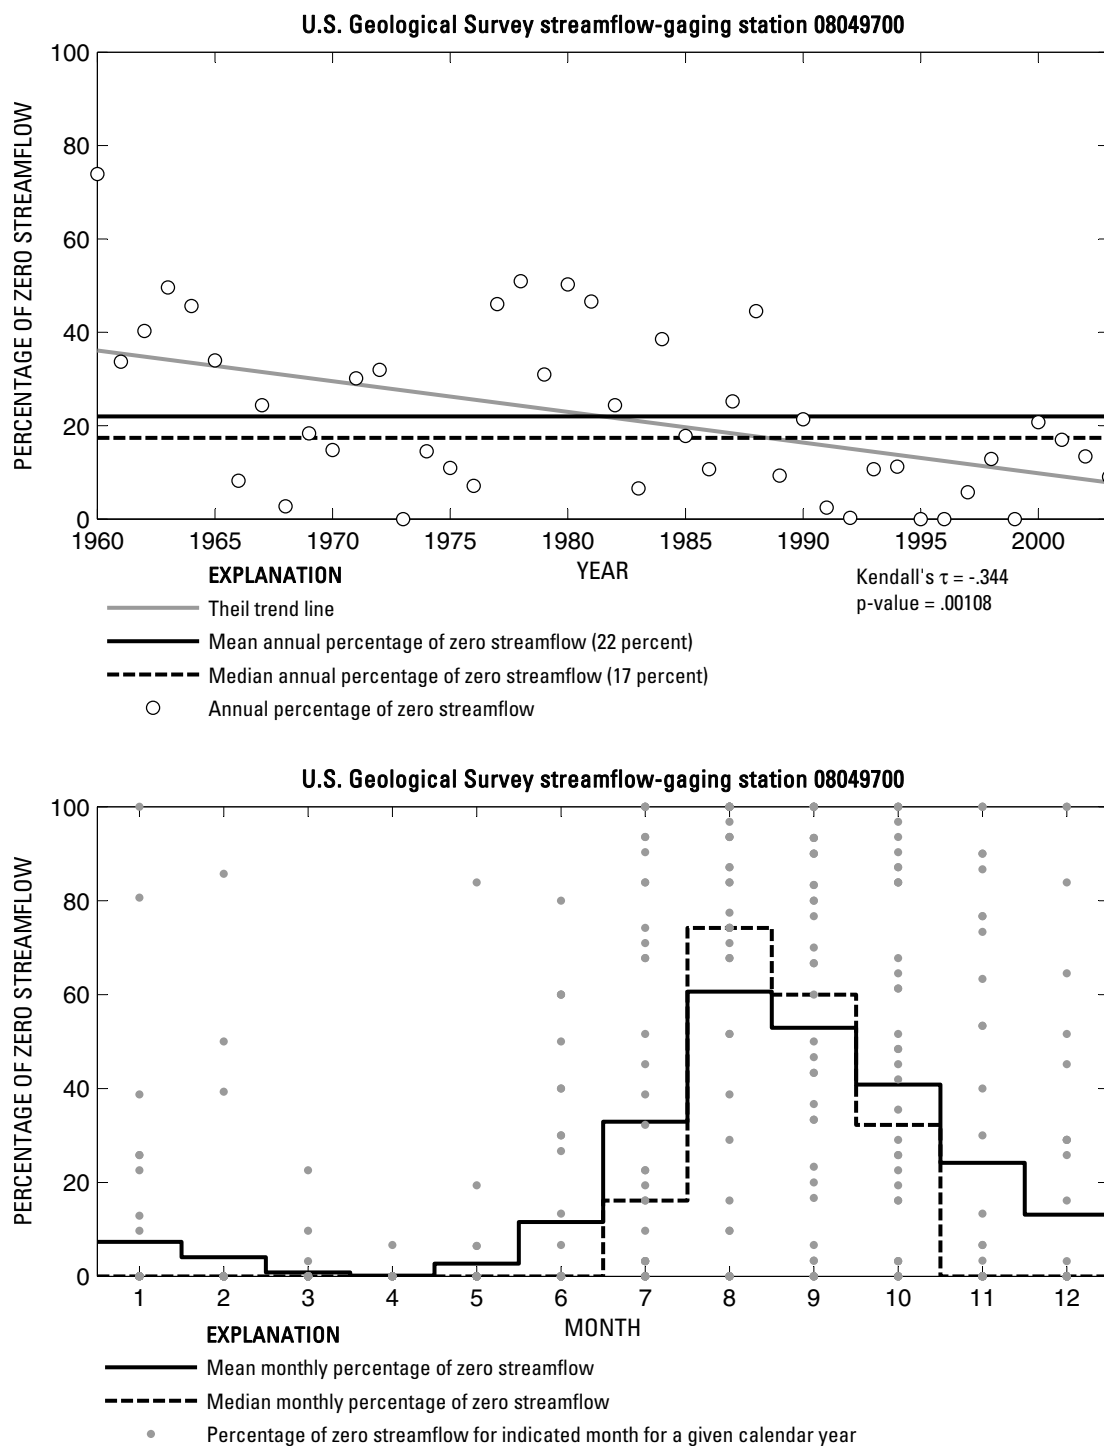 U.S. Geological Survey streamflow-gaging station 08049700
PERCENTAGE OF ZERO STREAMFLOW
100
80
60
40
20
0
1960 1965 1970 1975 1980 1985 1990 1995 2000
YEAR
Kendall's τ = -.344
p-value = .00108
EXPLANATION
Theil trend line
Mean annual percentage of zero streamflow (22 percent)
Median annual percentage of zero streamflow (17 percent)
Annual percentage of zero streamflow
U.S. Geological Survey streamflow-gaging station 08049700
PERCENTAGE OF ZERO STREAMFLOW
100
80
60
40
20
0
1 2 3 4 5 6 7 8 9 10 11 12
MONTH
EXPLANATION
Mean monthly percentage of zero streamflow
Median monthly percentage of zero streamflow
Percentage of zero streamflow for indicated month for a given calendar year